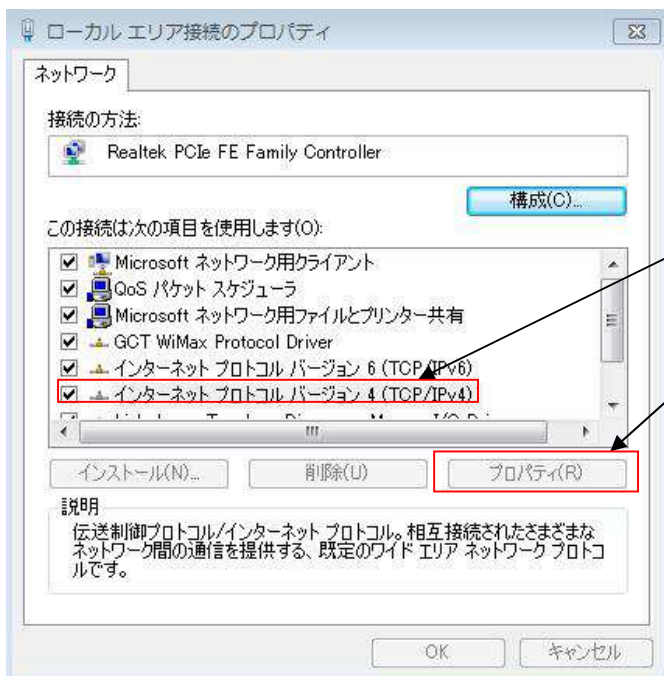 ローカル エリア接続のプロパティ
ネットワーク
接続の方法:
Realtek PCIe FE Family Controller
構成(C)...
この接続は次の項目を使用します(O):
Microsoft ネットワーク用クライアント
QoS パケット スケジューラ
Microsoft ネットワーク用ファイルとプリンター共有
GCT WiMax Protocol Driver
インターネット プロトコル バージョン 6 (TCP/IPv6)
インターネット プロトコル バージョン 4 (TCP/IPv4)
インストール(N)...
削除(U)
プロパティ(R)
説明
伝送制御プロトコル/インターネット プロトコル。相互接続されたさまざまな
ネットワーク間の通信を提供する、既定のワイド エリア ネットワーク プロトコ
ルです。
OK
キャンセル